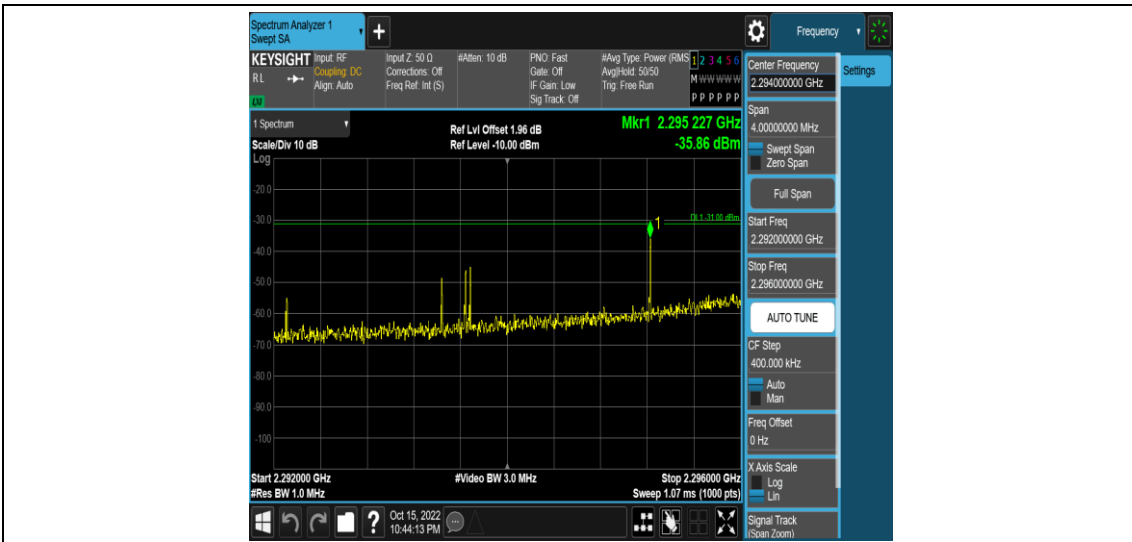 Spectrum Analyzer 1
Swept SA
+
Frequency
KEYSIGHT
RL
LXI
Input: RF
Coupling: DC
Align: Auto
Input Z: 50 Ω
Corrections: Off
Freq Ref: Int (S)
#Atten: 10 dB
PNO: Fast
Gate: Off
IF Gain: Low
Sig Track: Off
#Avg Type: Power (RMS
Avg|Hold: 50/50
Trig: Free Run
1 2 3 4 5 6
M W W W W W
P P P P P P
Center Frequency
2.294000000 GHz
Settings
Span
4.00000000 MHz
Swept Span
Zero Span
Full Span
Start Freq
2.292000000 GHz
Stop Freq
2.296000000 GHz
AUTO TUNE
CF Step
400.000 kHz
Auto
Man
Freq Offset
0 Hz
X Axis Scale
Log
Lin
Signal Track
(Span Zoom)
1 Spectrum
Scale/Div 10 dB
Log
Ref Lvl Offset 1.96 dB
Ref Level -10.00 dBm
Mkr1 2.295 227 GHz
-35.86 dBm
-20.0
-30.0
DL1 -31.00 dBm
1
-40.0
-50.0
-60.0
-70.0
-80.0
-90.0
-100
Start 2.292000 GHz
#Res BW 1.0 MHz
#Video BW 3.0 MHz
Stop 2.296000 GHz
Sweep 1.07 ms (1000 pts)
?
Oct 15, 2022
10:44:13 PM